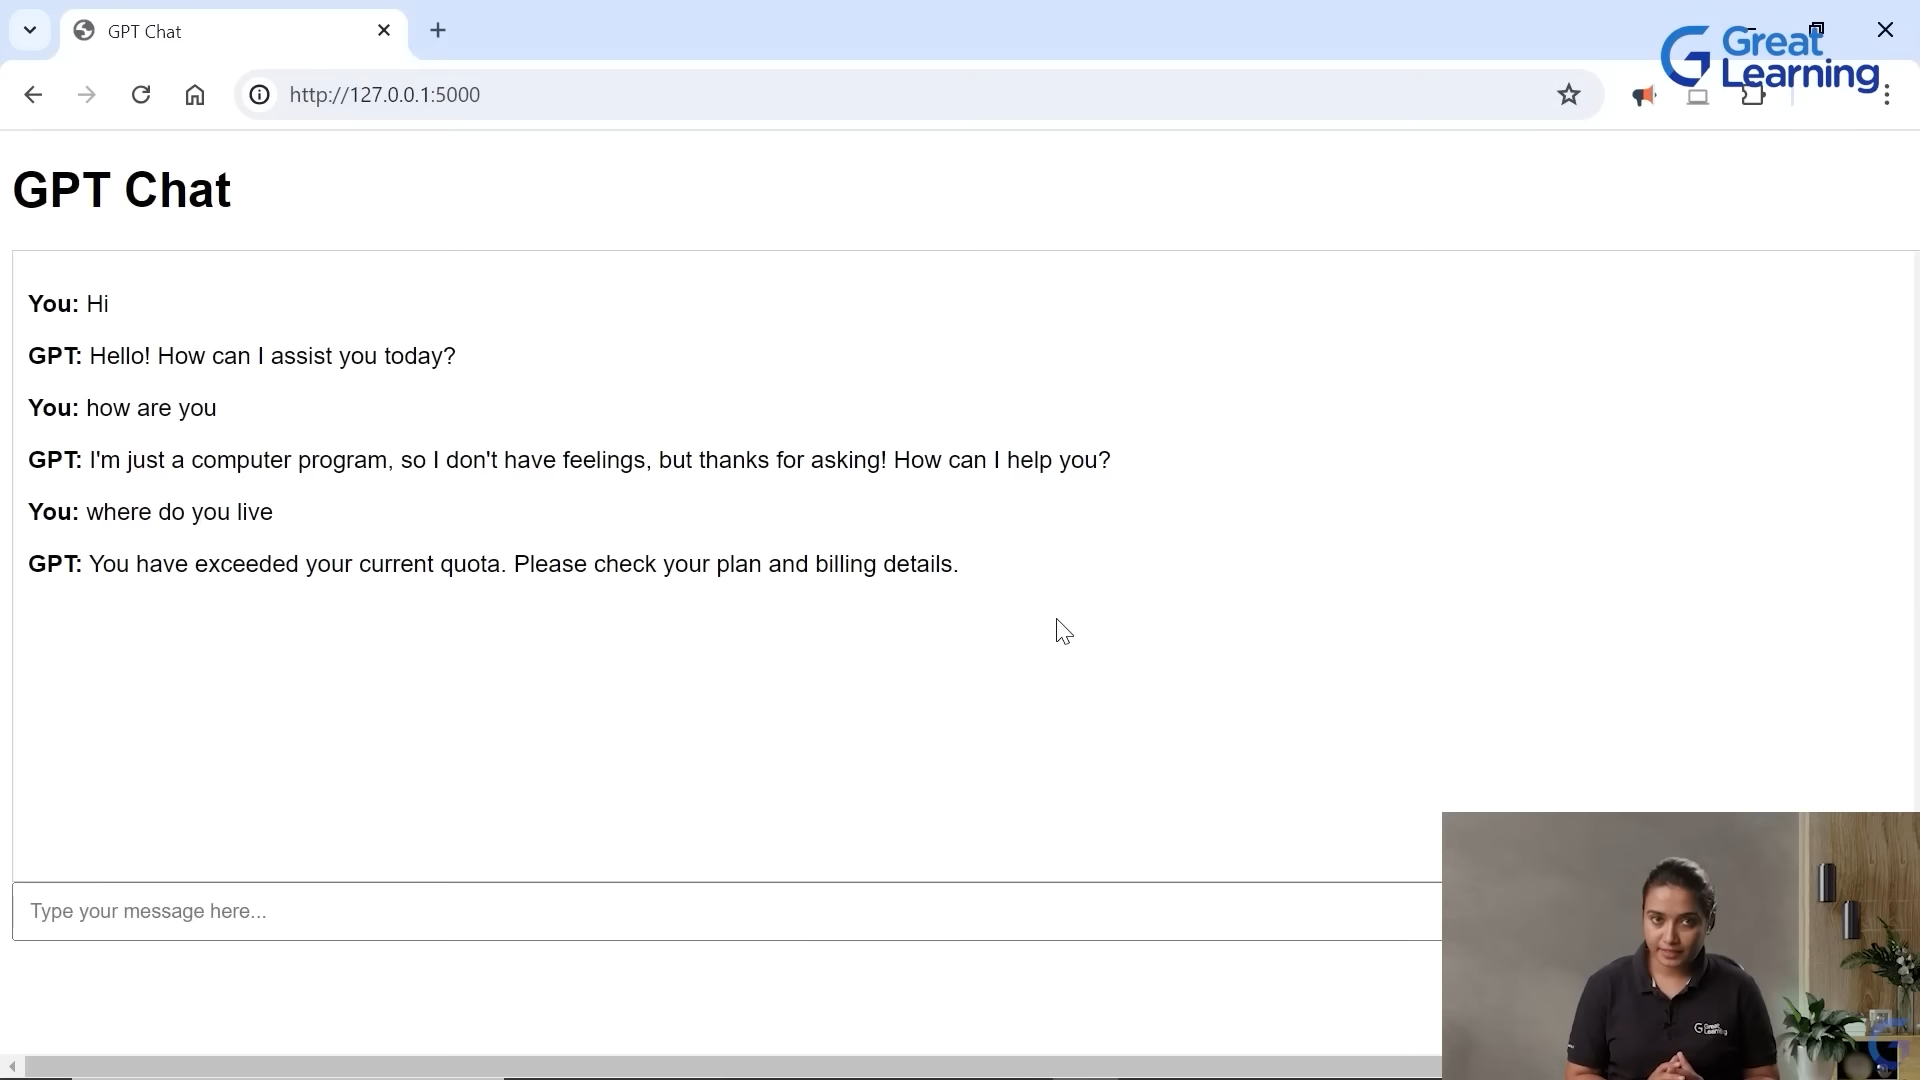 GPT Chat
Great
Learning
http://127.0.0.1:5000
GPT Chat
You: Hi
GPT: Hello! How can I assist you today?
You: how are you
GPT: I'm just a computer program, so I don't have feelings, but thanks for asking! How can I help you?
You: where do you live
GPT: You have exceeded your current quota. Please check your plan and billing details.
Type your message here...
Great
Learning